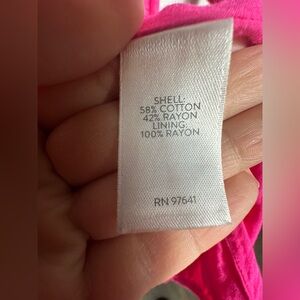 SHELL:
58% COTTON
42% RAYON
LINING:
100% RAYON
RN 97641